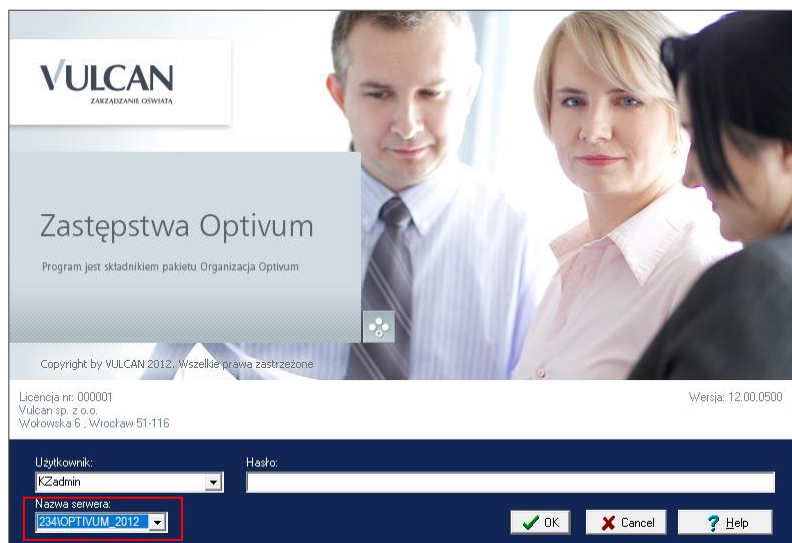 VULCAN
ZARZĄDZANIE OŚWIATĄ
Zastępstwa Optivum
Program jest składnikiem pakietu Organizacja Optivum
Copyright by VULCAN 2012. Wszelkie prawa zastrzeżone
Licencja nr: 000001
Wersja: 12.00.0500
Vulcan sp. z o.o.
Wołowska 6 , Wrocław 51-116
Użytkownik:
Hasło:
KZadmin
Nazwa serwera:
234\OPTIVUM_2012
OK
Cancel
? Help